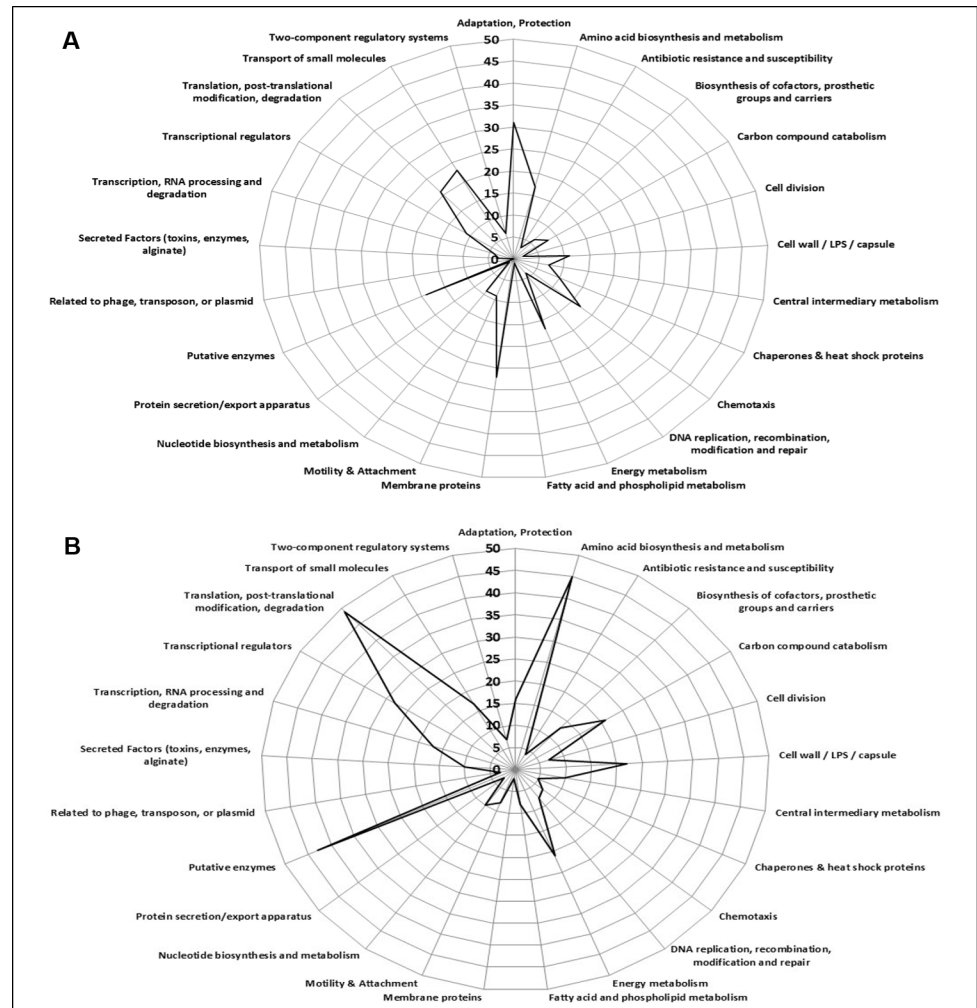 A
Adaptation, Protection
Two-component regulatory systems
50
Amino acid biosynthesis and metabolism
Transport of small molecules
45
Antibiotic resistance and susceptibility
Translation, post-translational
modification, degradation
40
Biosynthesis of cofactors, prosthetic
groups and carriers
35
Transcriptional regulators
30
Carbon compound catabolism
25
Transcription, RNA processing and
degradation
20
Cell division
15
10
Secreted Factors (toxins, enzymes,
alginate)
5
Cell wall / LPS / capsule
0
Related to phage, transposon, or plasmid
Central intermediary metabolism
Putative enzymes
Chaperones & heat shock proteins
Protein secretion/export apparatus
Chemotaxis
Nucleotide biosynthesis and metabolism
DNA replication, recombination,
modification and repair
Motility & Attachment
Energy metabolism
Membrane proteins
Fatty acid and phospholipid metabolism
B
Adaptation, Protection
Two-component regulatory systems
50
Amino acid biosynthesis and metabolism
Transport of small molecules
45
Antibiotic resistance and susceptibility
Translation, post-translational
modification, degradation
40
Biosynthesis of cofactors, prosthetic
groups and carriers
35
Transcriptional regulators
30
Carbon compound catabolism
25
Transcription, RNA processing and
degradation
20
Cell division
15
10
Secreted Factors (toxins, enzymes,
alginate)
5
Cell wall / LPS / capsule
0
Related to phage, transposon, or plasmid
Central intermediary metabolism
Putative enzymes
Chaperones & heat shock proteins
Protein secretion/export apparatus
Chemotaxis
Nucleotide biosynthesis and metabolism
DNA replication, recombination,
modification and repair
Motility & Attachment
Energy metabolism
Membrane proteins
Fatty acid and phospholipid metabolism